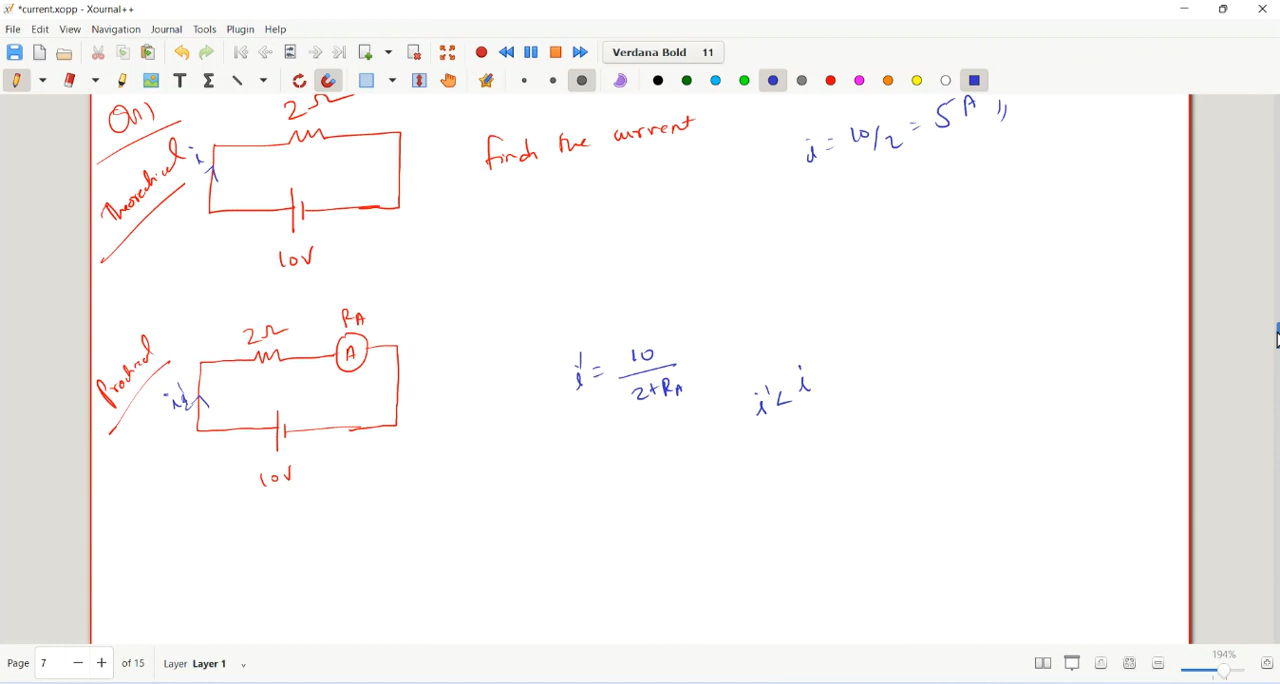 *current.xopp - Xournal++
File Edit View Navigation Journal Tools Plugin Help
Verdana Bold 11
Qn)
2Ω
find the current
i = 10/2 = 5A //
Theoretical
i
10V
Practical
2Ω
RA
A
i'
10V
i' = 10 / 2+RA
i' < i
Page 7 of 15 Layer Layer 1
194%